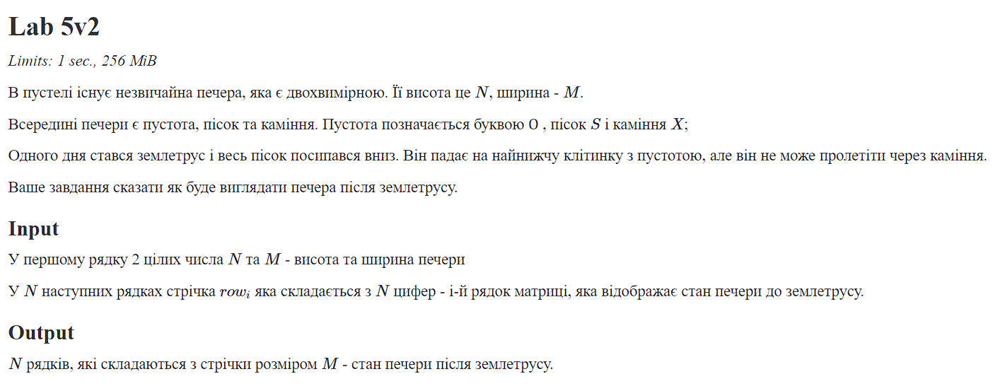 Lab 5v2
Limits: 1 sec., 256 MiB
В пустелі існує незвичайна печера, яка є двохвимірною. Її висота це N, ширина - M.
Всередині печери є пустота, пісок та каміння. Пустота позначається буквою O , пісок S і каміння X;
Одного дня стався землетрус і весь пісок посипався вниз. Він падає на найнижчу клітинку з пустотою, але він не може пролетіти через каміння.
Ваше завдання сказати як буде виглядати печера після землетрусу.
Input
У першому рядку 2 цілих числа N та M - висота та ширина печери
У N наступних рядках стрічка row_i яка складається з N цифер - i-й рядок матриці, яка відображає стан печери до землетрусу.
Output
N рядків, які складаються з стрічки розміром M - стан печери після землетрусу.